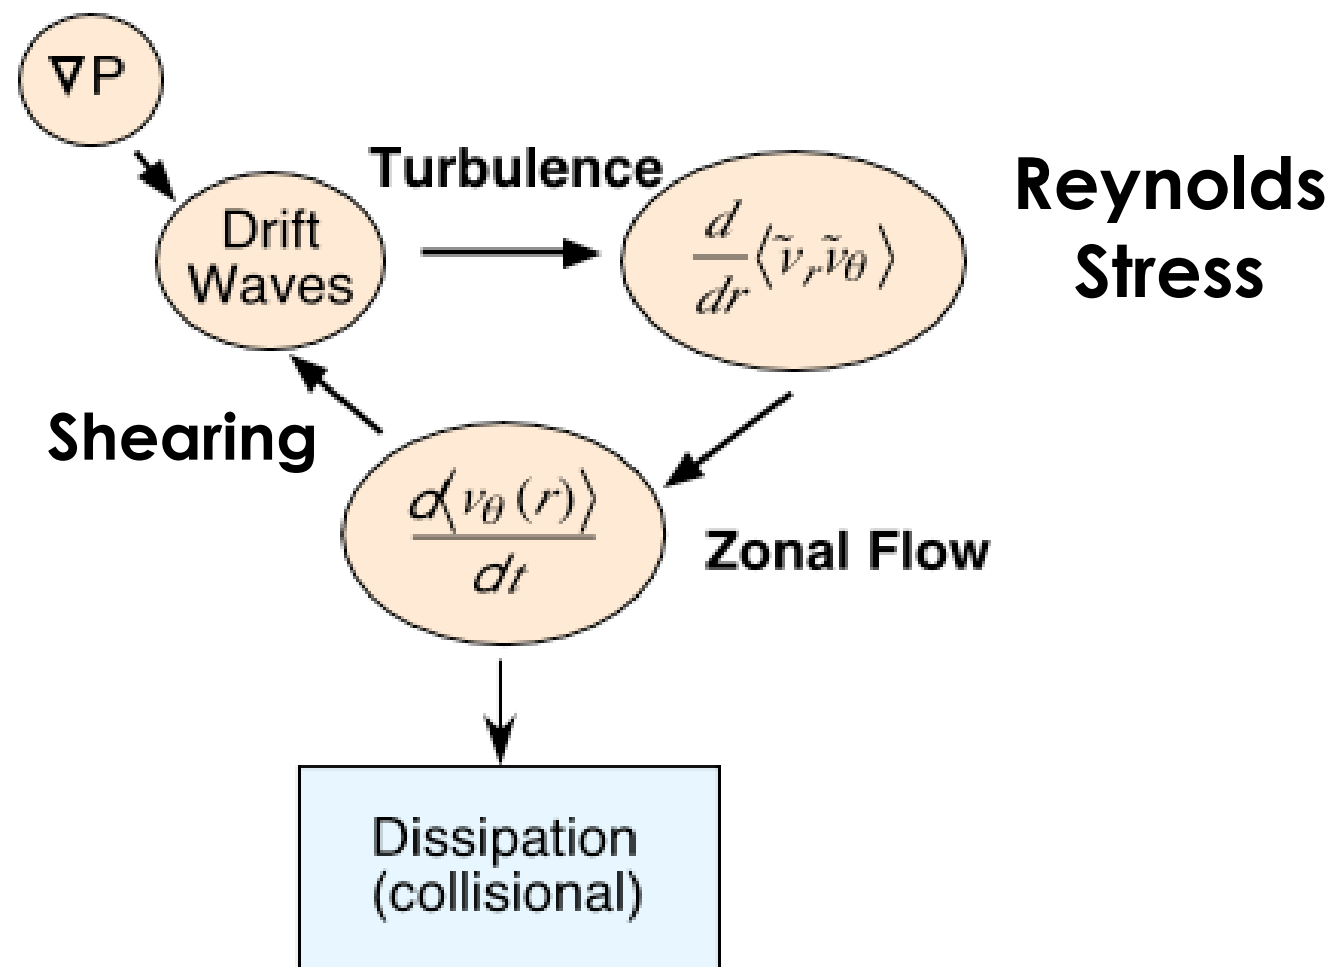 ∇P
Turbulence
Drift
Waves
d/dr ⟨ṽ_r ṽ_θ⟩
Reynolds
Stress
Shearing
d⟨v_θ (r)⟩/dt
Zonal Flow
Dissipation
(collisional)